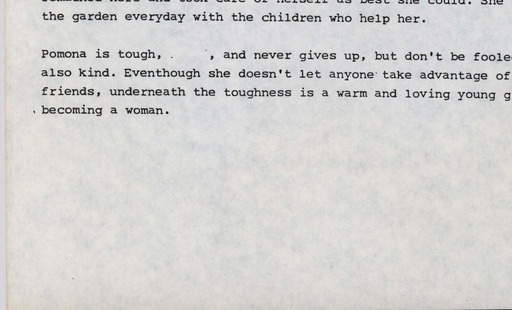 remained here and took care of herself as best she could. She
the garden everyday with the children who help her.
Pomona is tough, . , and never gives up, but don't be foole
also kind. Eventhough she doesn't let anyone take advantage of
friends, underneath the toughness is a warm and loving young g
becoming a woman.